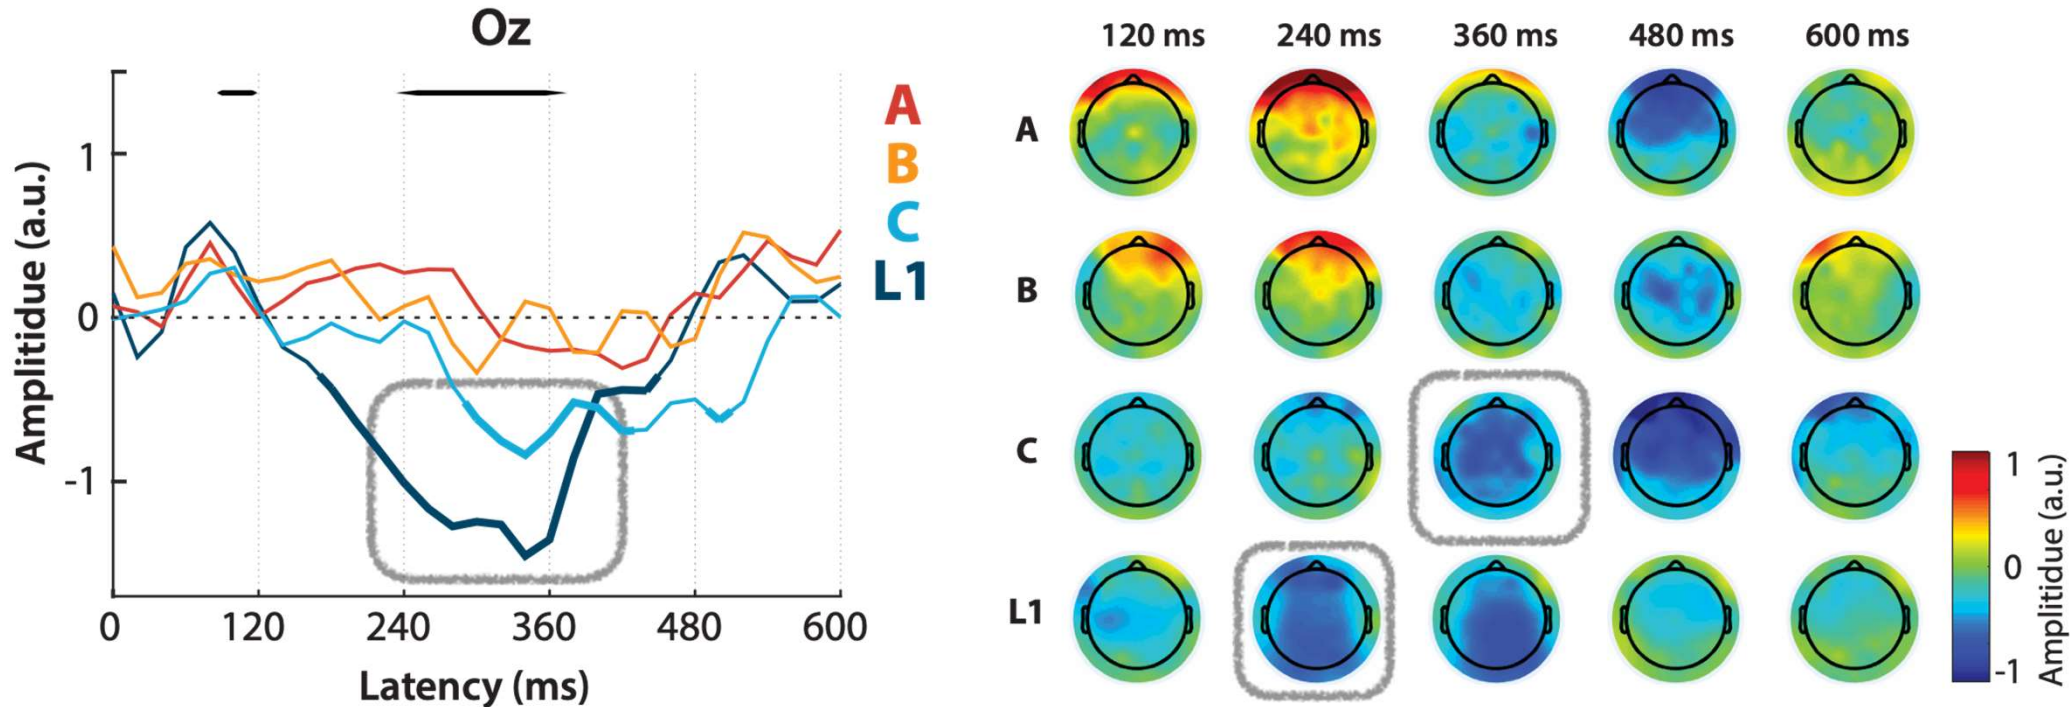 Oz
Amplitidue (a.u.)
1
0
-1
0 120 240 360 480 600
Latency (ms)
A
B
C
L1
120 ms 240 ms 360 ms 480 ms 600 ms
A
B
C
L1
1
0
-1
Amplitidue (a.u.)